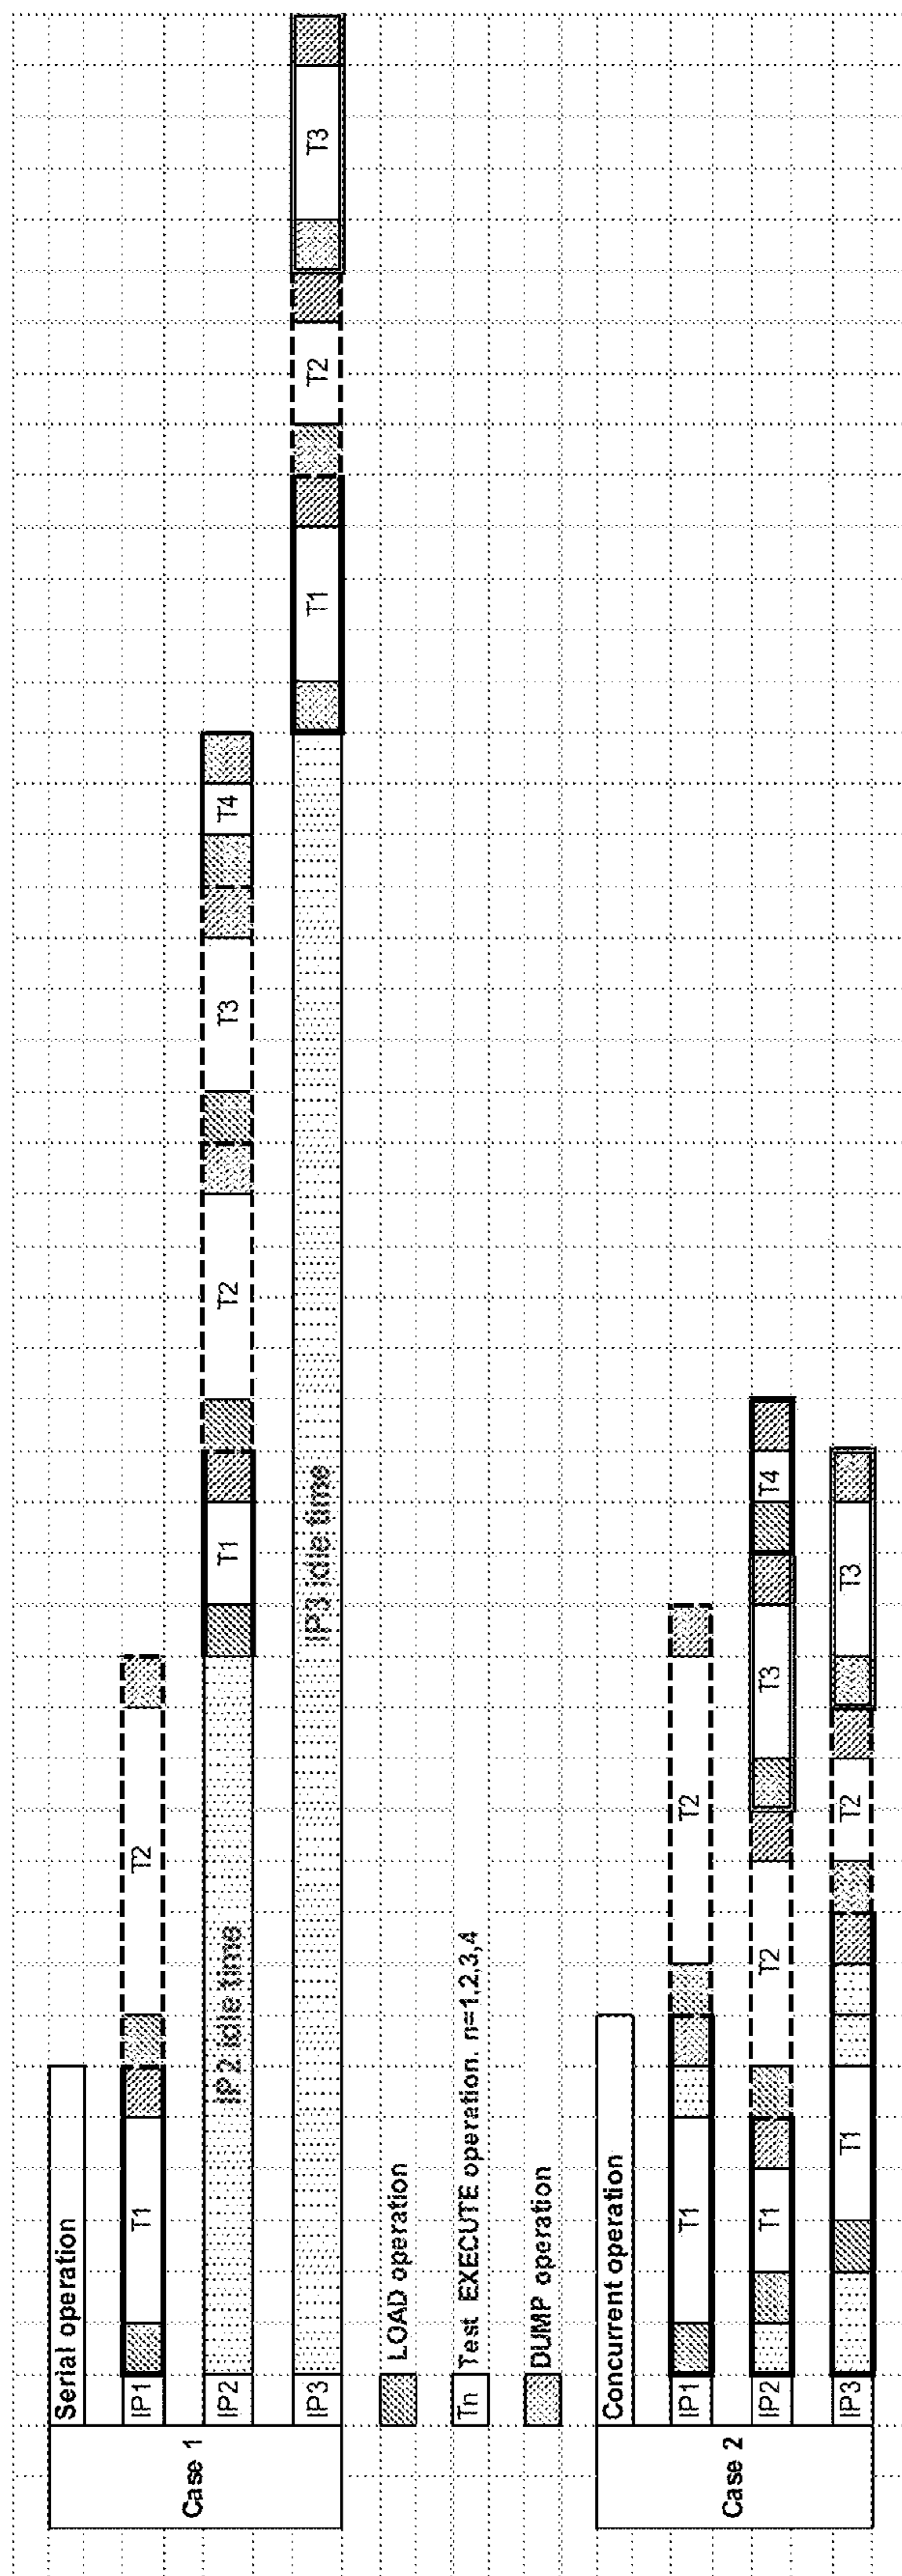 Case 1
Serial operation
IP1
T1
T2
IP2
IP2 idle time
T1
T2
T3
T4
IP3
IP3 idle time
T1
T2
T3
LOAD operation
Tn
Test EXECUTE operation. n=1,2,3,4
DUMP operation
Case 2
Concurrent operation
IP1
T1
T2
IP2
T1
T2
T3
T4
IP3
T1
T2
T3